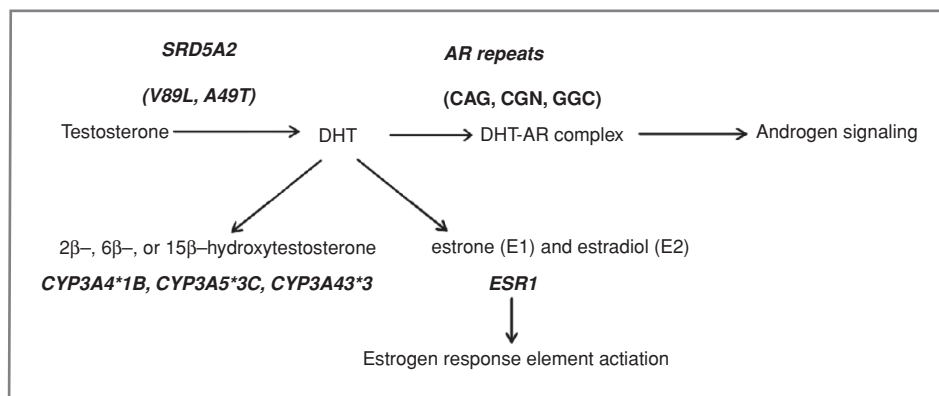 SRD5A2
AR repeats
(V89L, A49T)
(CAG, CGN, GGC)
Testosterone
DHT
DHT-AR complex
Androgen signaling
2β–, 6β–, or 15β–hydroxytestosterone
estrone (E1) and estradiol (E2)
CYP3A4*1B, CYP3A5*3C, CYP3A43*3
ESR1
Estrogen response element actiation